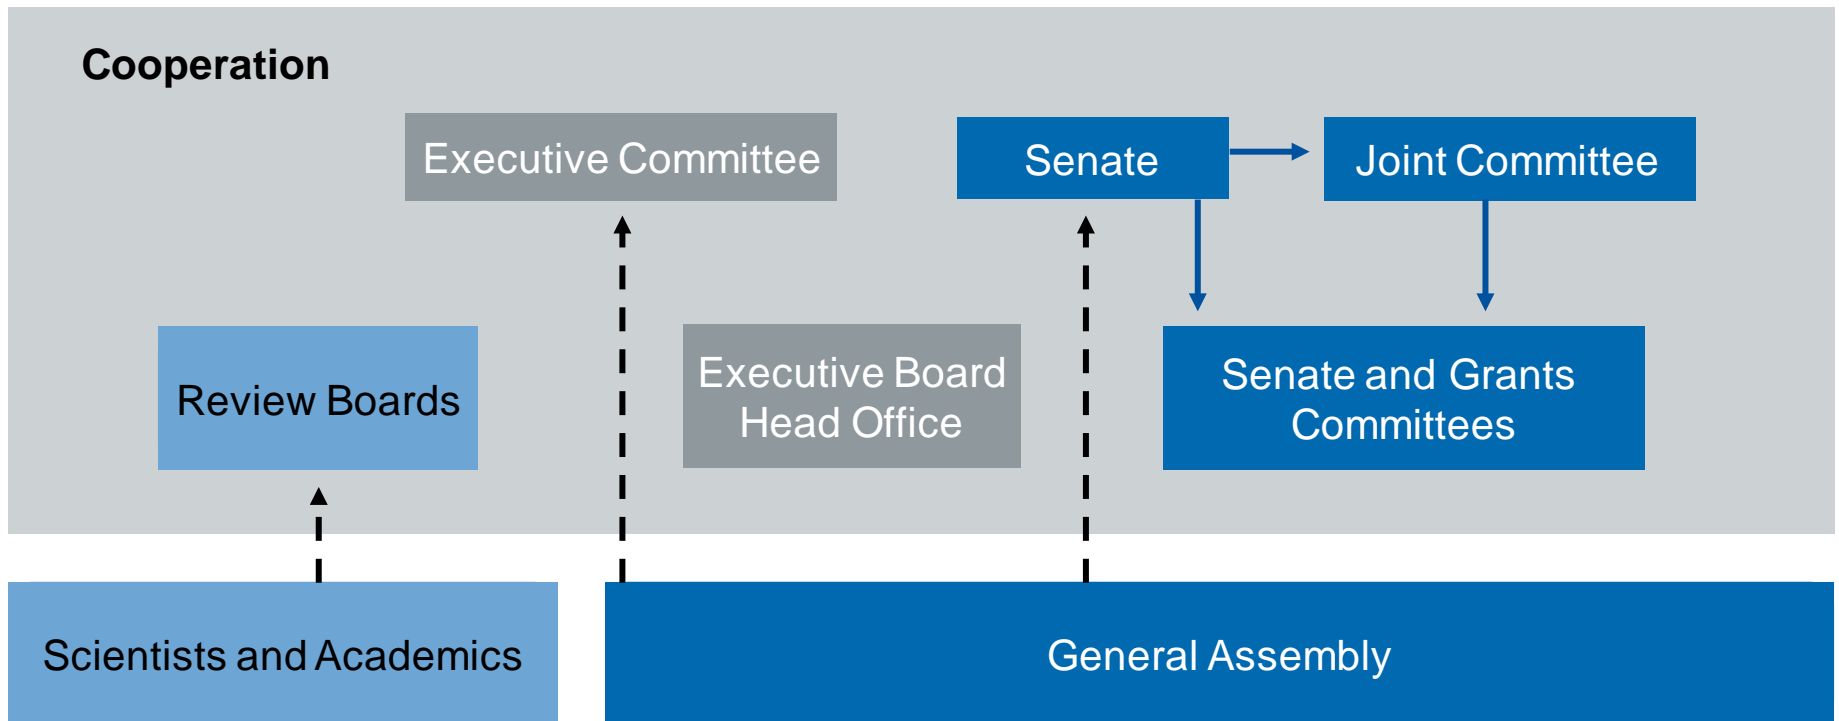 Cooperation
Executive Committee
Senate
Joint Committee
Review Boards
Executive Board
Head Office
Senate and Grants
Committees
Scientists and Academics
General Assembly